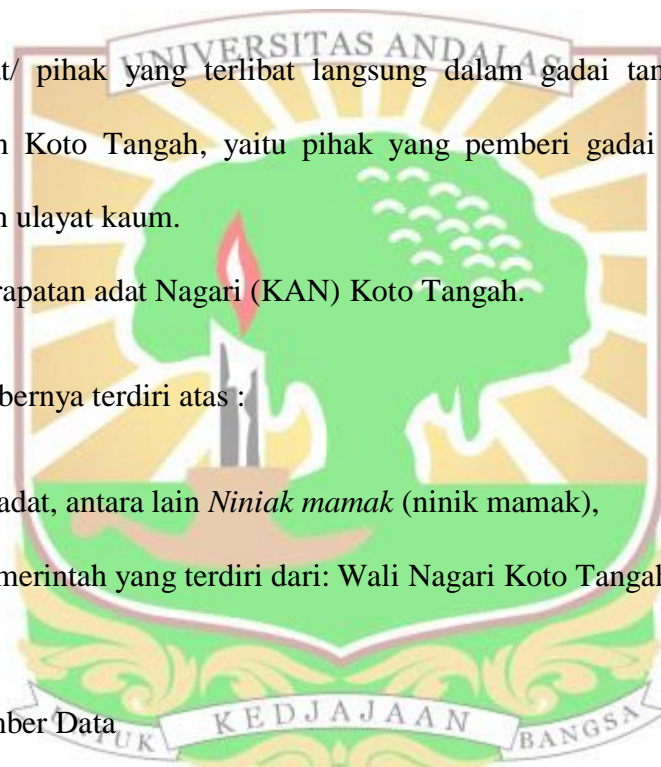 UNIVERSITAS ANDALAS
at/ pihak yang terlibat langsung dalam gadai tan
n Koto Tangah, yaitu pihak yang pemberi gadai
n ulayat kaum.
rapatan adat Nagari (KAN) Koto Tangah.
bernya terdiri atas :
adat, antara lain Niniak mamak (ninik mamak),
merintah yang terdiri dari: Wali Nagari Koto Tangah
mber Data
UNTUK KEDJAJAAN BANGSA